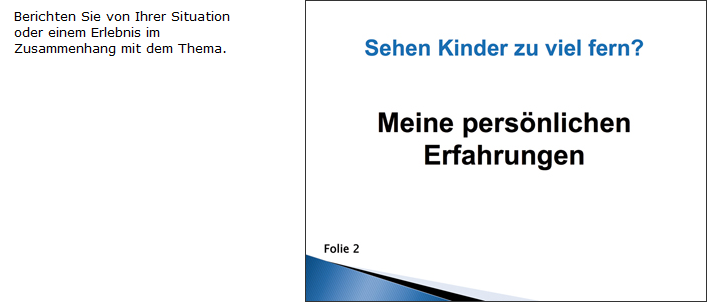 Berichten Sie von Ihrer Situation
oder einem Erlebnis im
Zusammenhang mit dem Thema.
Sehen Kinder zu viel fern?
Meine persönlichen
Erfahrungen
Folie 2